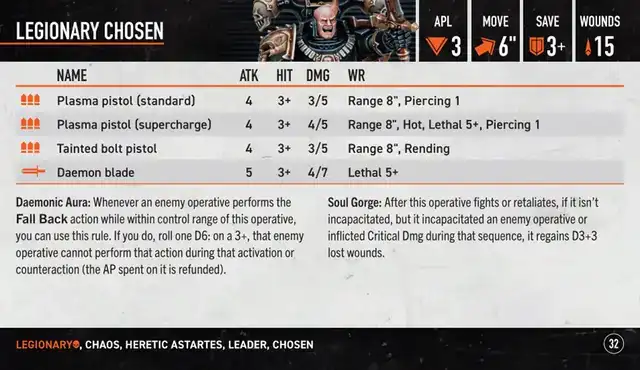 LEGIONARY CHOSEN
APL MOVE SAVE WOUNDS
3 6" 3+ 15
NAME ATK HIT DMG WR
Plasma pistol (standard) 4 3+ 3/5 Range 8", Piercing 1
Plasma pistol (supercharge) 4 3+ 4/5 Range 8", Hot, Lethal 5+, Piercing 1
Tainted bolt pistol 4 3+ 3/5 Range 8", Rending
Daemon blade 5 3+ 4/7 Lethal 5+
Daemonic Aura: Whenever an enemy operative performs the
Fall Back action while within control range of this operative,
you can use this rule. If you do, roll one D6: on a 3+, that enemy
operative cannot perform that action during that activation or
counteraction (the AP spent on it is refunded).
Soul Gorge: After this operative fights or retaliates, if it isn't
incapacitated, but it incapacitated an enemy operative or
inflicted Critical Dmg during that sequence, it regains D3+3
lost wounds.
LEGIONARY, CHAOS, HERETIC ASTARTES, LEADER, CHOSEN
32